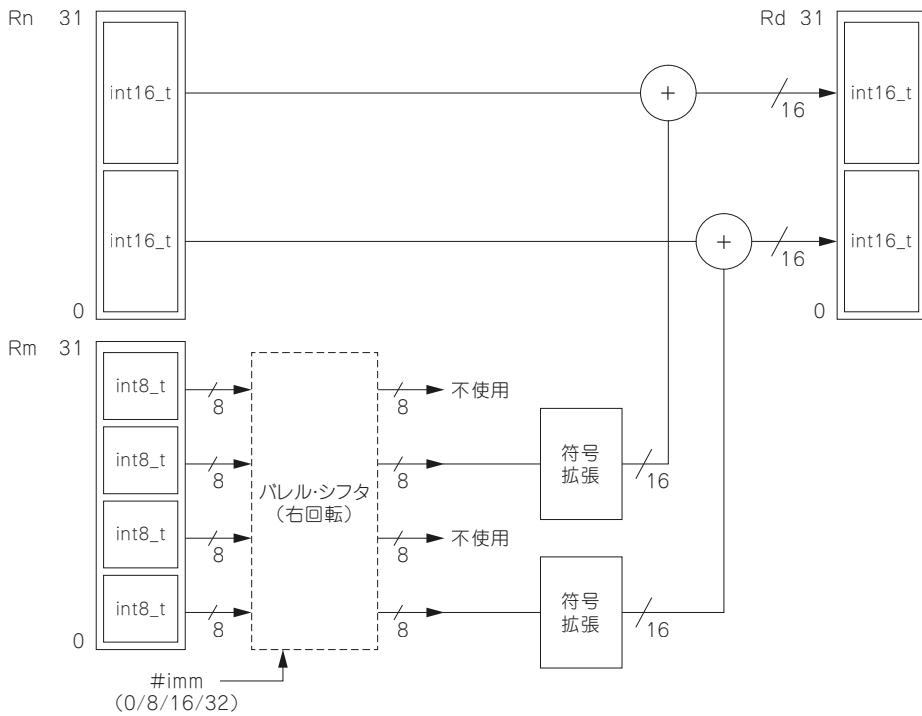 Rn 31
int16_t
int16_t
0
+
+
16
16
Rd 31
int16_t
int16_t
0
Rm 31
int8_t
int8_t
int8_t
int8_t
0
8
8
8
8
バレル・シフタ
(右回転)
#imm
(0/8/16/32)
8
不使用
8
8
不使用
8
符号
拡張
16
符号
拡張
16